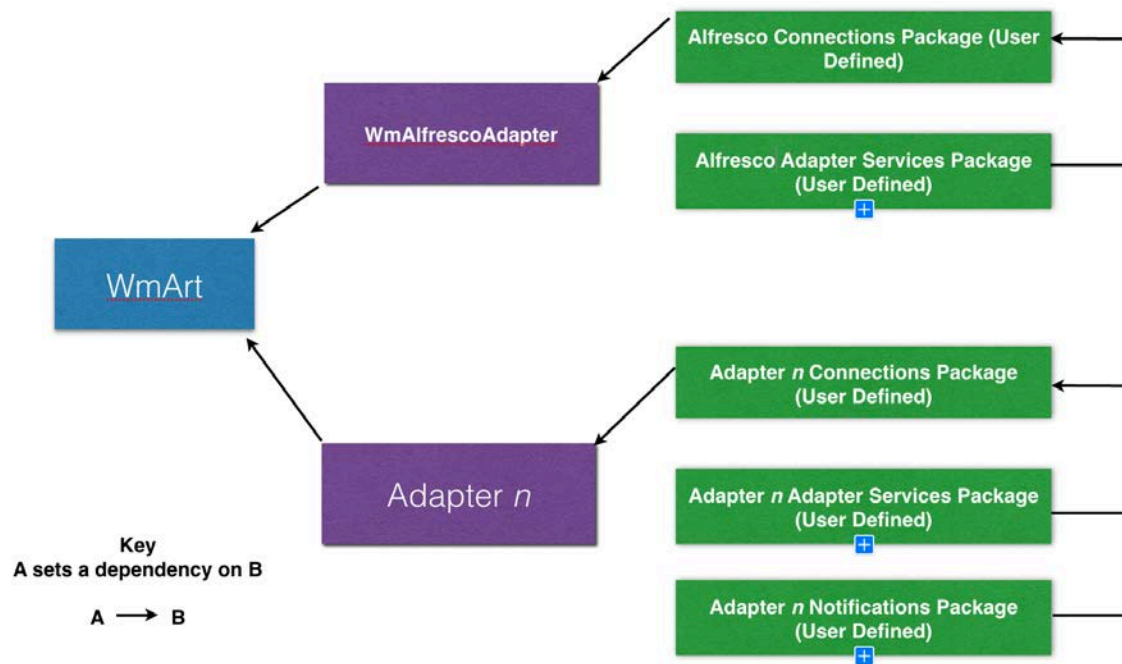 Alfresco Connections Package (User
Defined)
WmAlfrescoAdapter
Alfresco Adapter Services Package
(User Defined)
WmArt
Adapter n Connections Package
(User Defined)
Adapter n
Adapter n Adapter Services Package
(User Defined)
Key
A sets a dependency on B
A B
Adapter n Notifications Package
(User Defined)